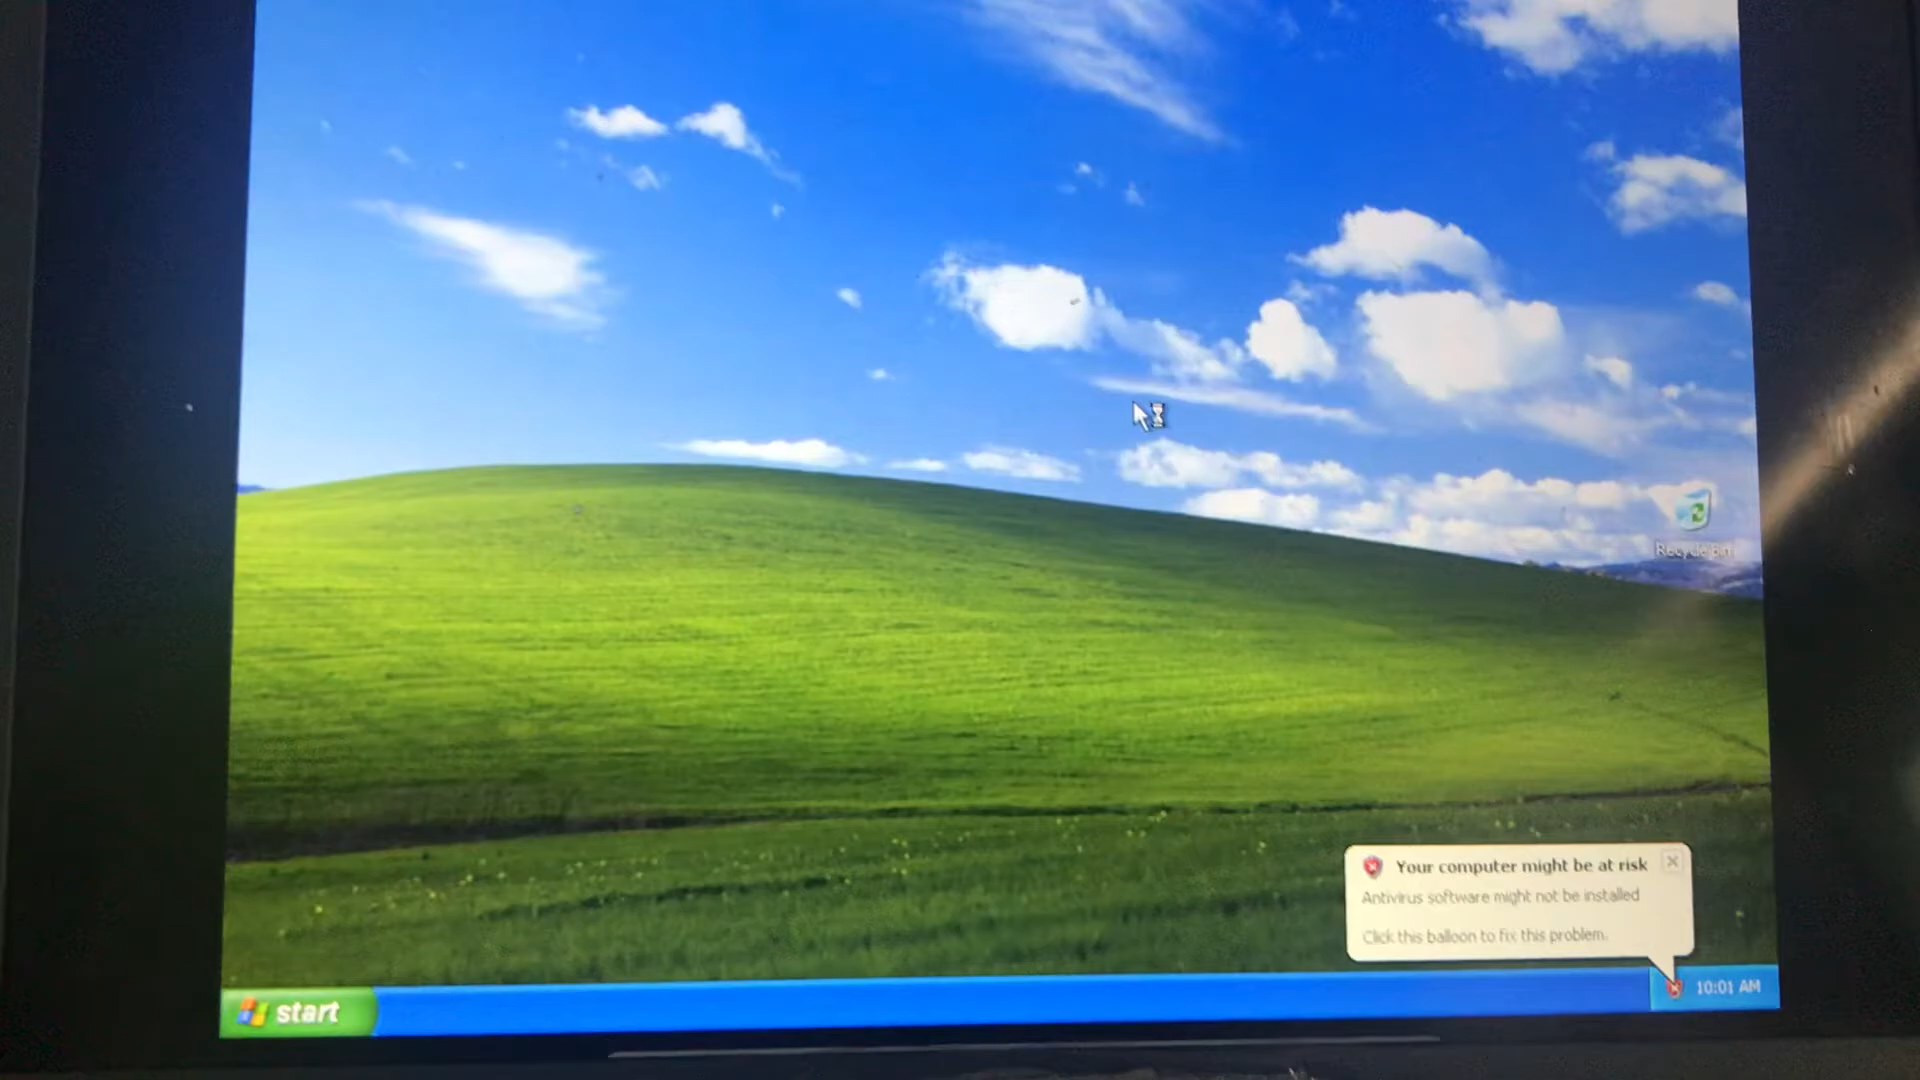 Recycle Bin
Your computer might be at risk
Antivirus software might not be installed
Click this balloon to fix this problem.
start
10:01 AM